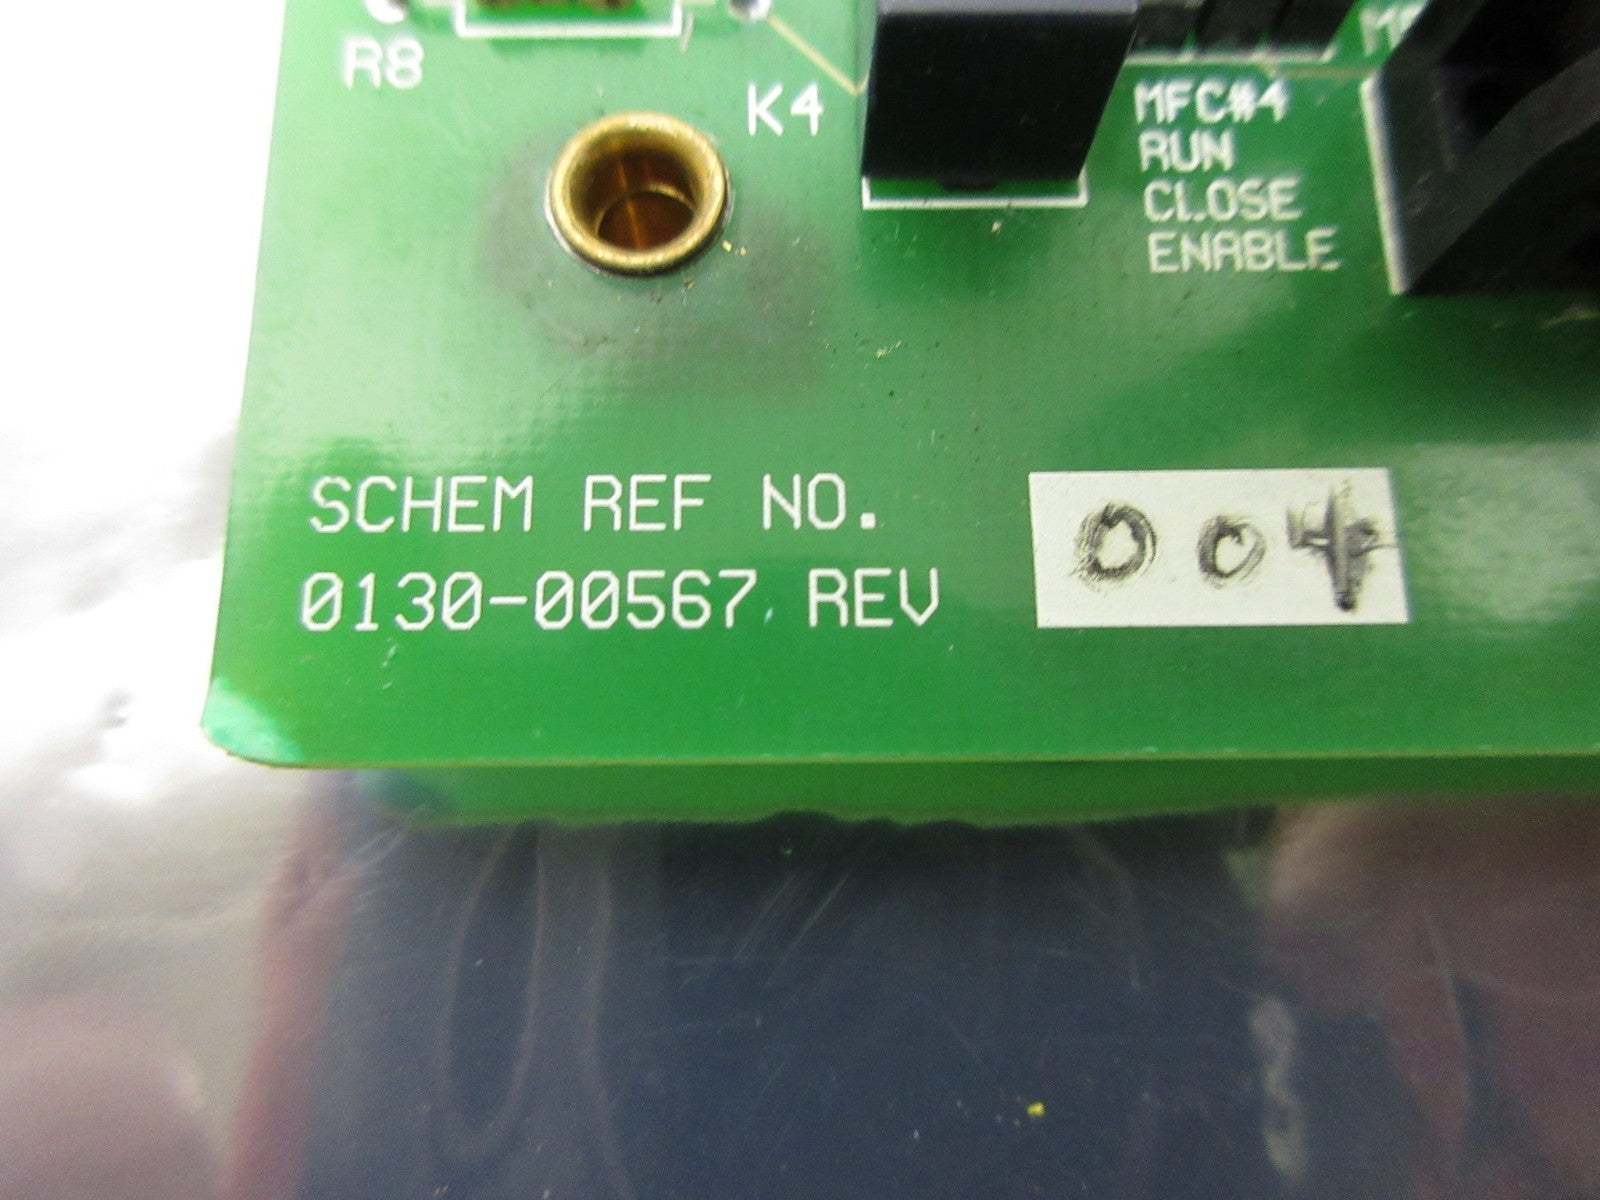 R8
K4
MFC#4
RUN
CLOSE
ENABLE
SCHEM REF NO.
0130-00567 REV 004